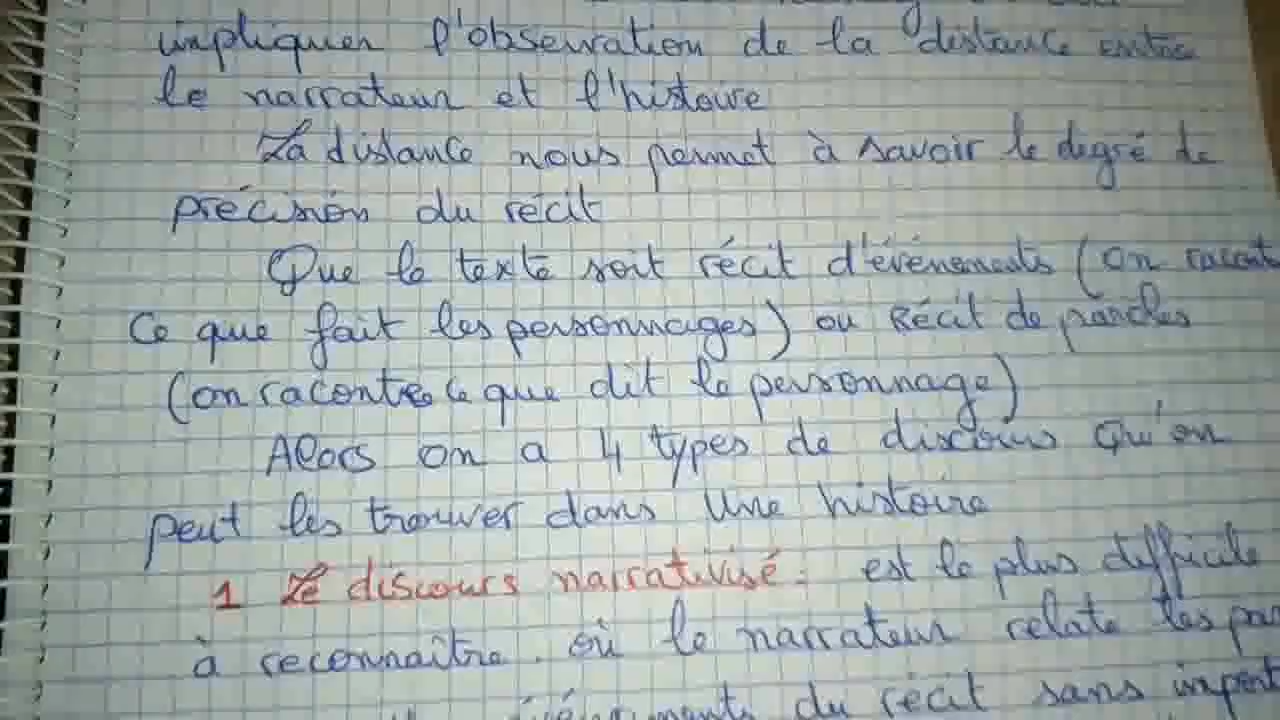 impliquer l'observation de la distance entre
le narrateur et l'histoire
La distance nous permet à savoir le degré de
précision du récit
Que le texte soit récit d'événements (on raconte
ce que fait les personnages) ou Récit de paroles
(on raconte ce que dit le personnage)
Alors on a 4 types de discours Qu'on
peut les trouver dans Une histoire
1 Le discours narrativisé : est le plus difficile
à reconnaître. où le narrateur relate les
du récit sans